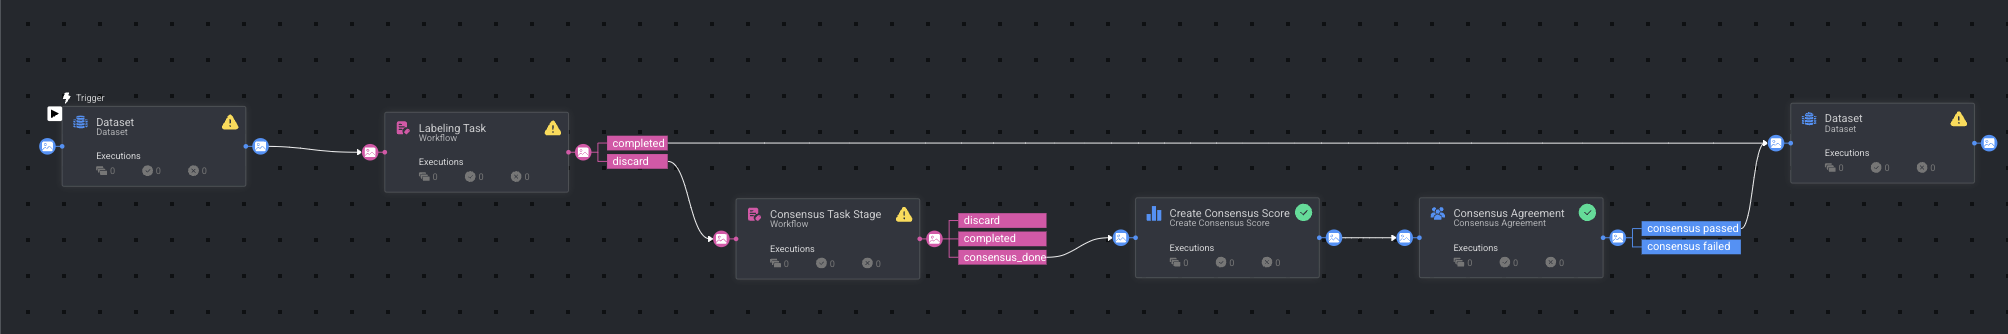 Trigger
Dataset
Dataset
Executions
0 0 0
Labeling Task
Workflow
Executions
0 0 0
completed
discard
Consensus Task Stage
Workflow
Executions
0 0 0
discard
completed
consensus_done
Create Consensus Score
Create Consensus Score
Executions
0 0 0
Consensus Agreement
Consensus Agreement
Executions
0 0 0
consensus passed
consensus failed
Dataset
Dataset
Executions
0 0 0